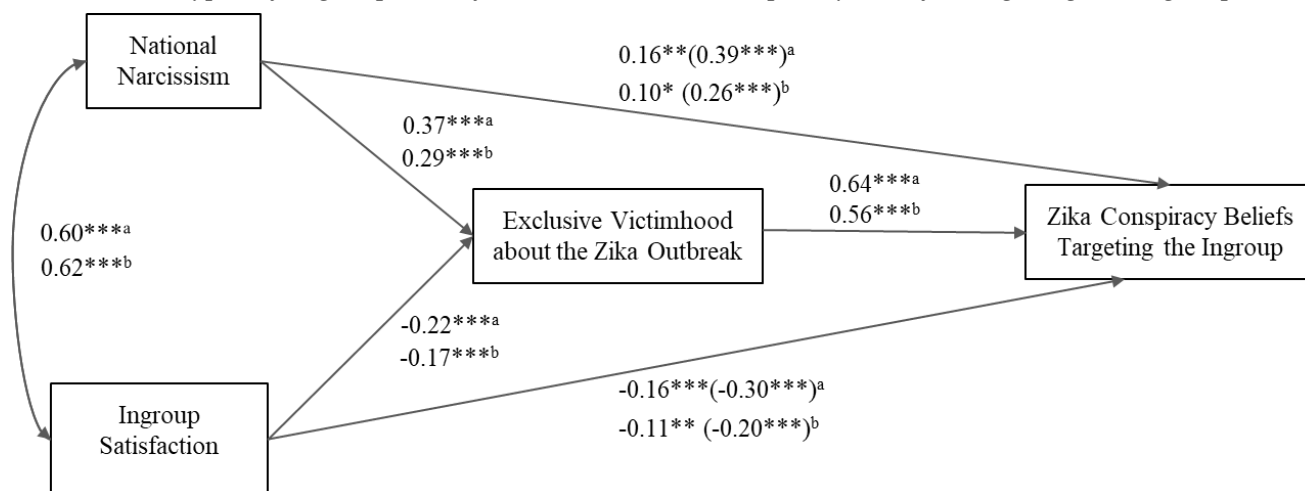 National
Narcissism
0.16**(0.39***)ᵃ
0.10* (0.26***)ᵇ
0.37***ᵃ
0.29***ᵇ
0.64***ᵃ
0.56***ᵇ
Exclusive Victimhood
about the Zika Outbreak
Zika Conspiracy Beliefs
Targeting the Ingroup
0.60***ᵃ
0.62***ᵇ
-0.22***ᵃ
-0.17***ᵇ
-0.16***(-0.30***)ᵃ
-0.11** (-0.20***)ᵇ
Ingroup
Satisfaction